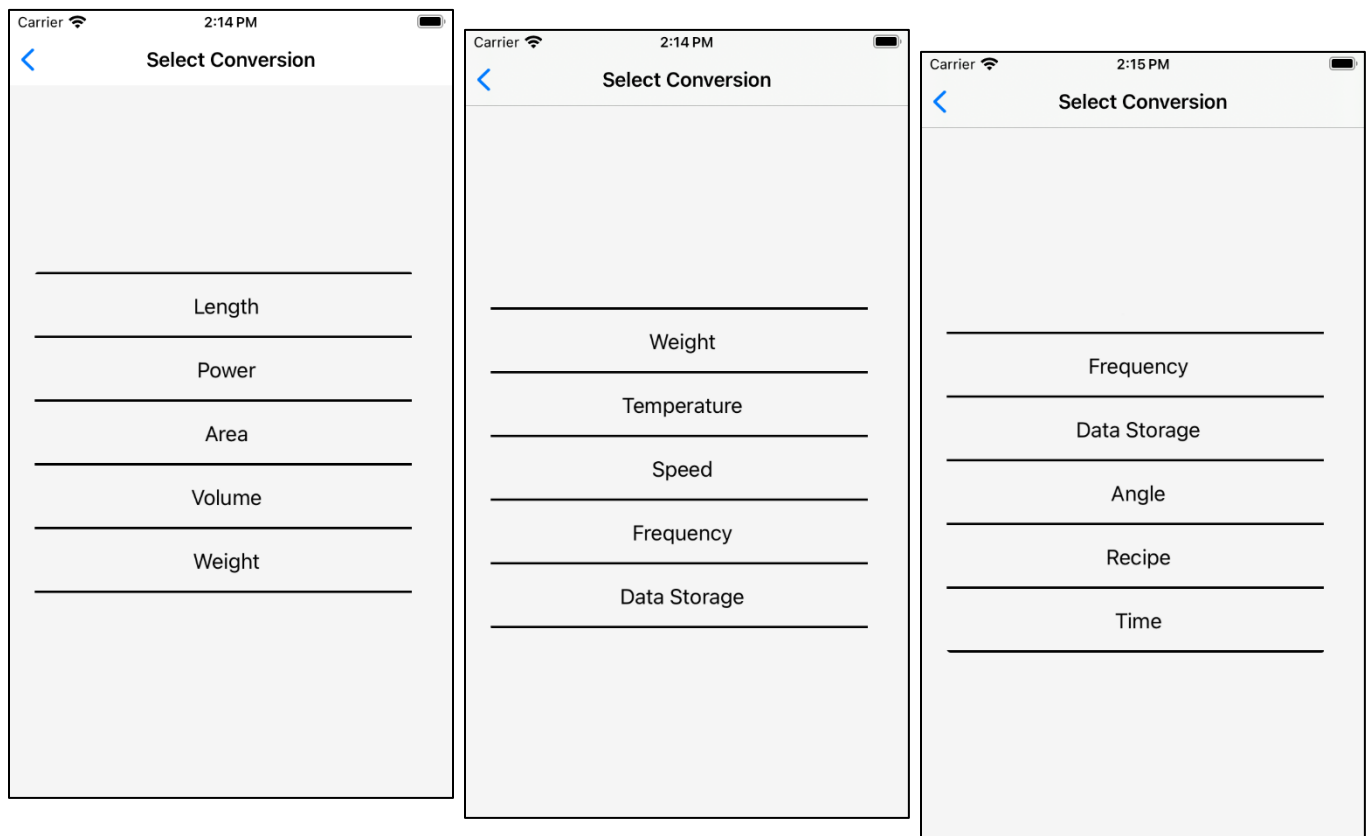 Carrier 2:14 PM
Select Conversion
Length
Power
Area
Volume
Weight
Carrier 2:14 PM
Select Conversion
Weight
Temperature
Speed
Frequency
Data Storage
Carrier 2:15 PM
Select Conversion
Frequency
Data Storage
Angle
Recipe
Time